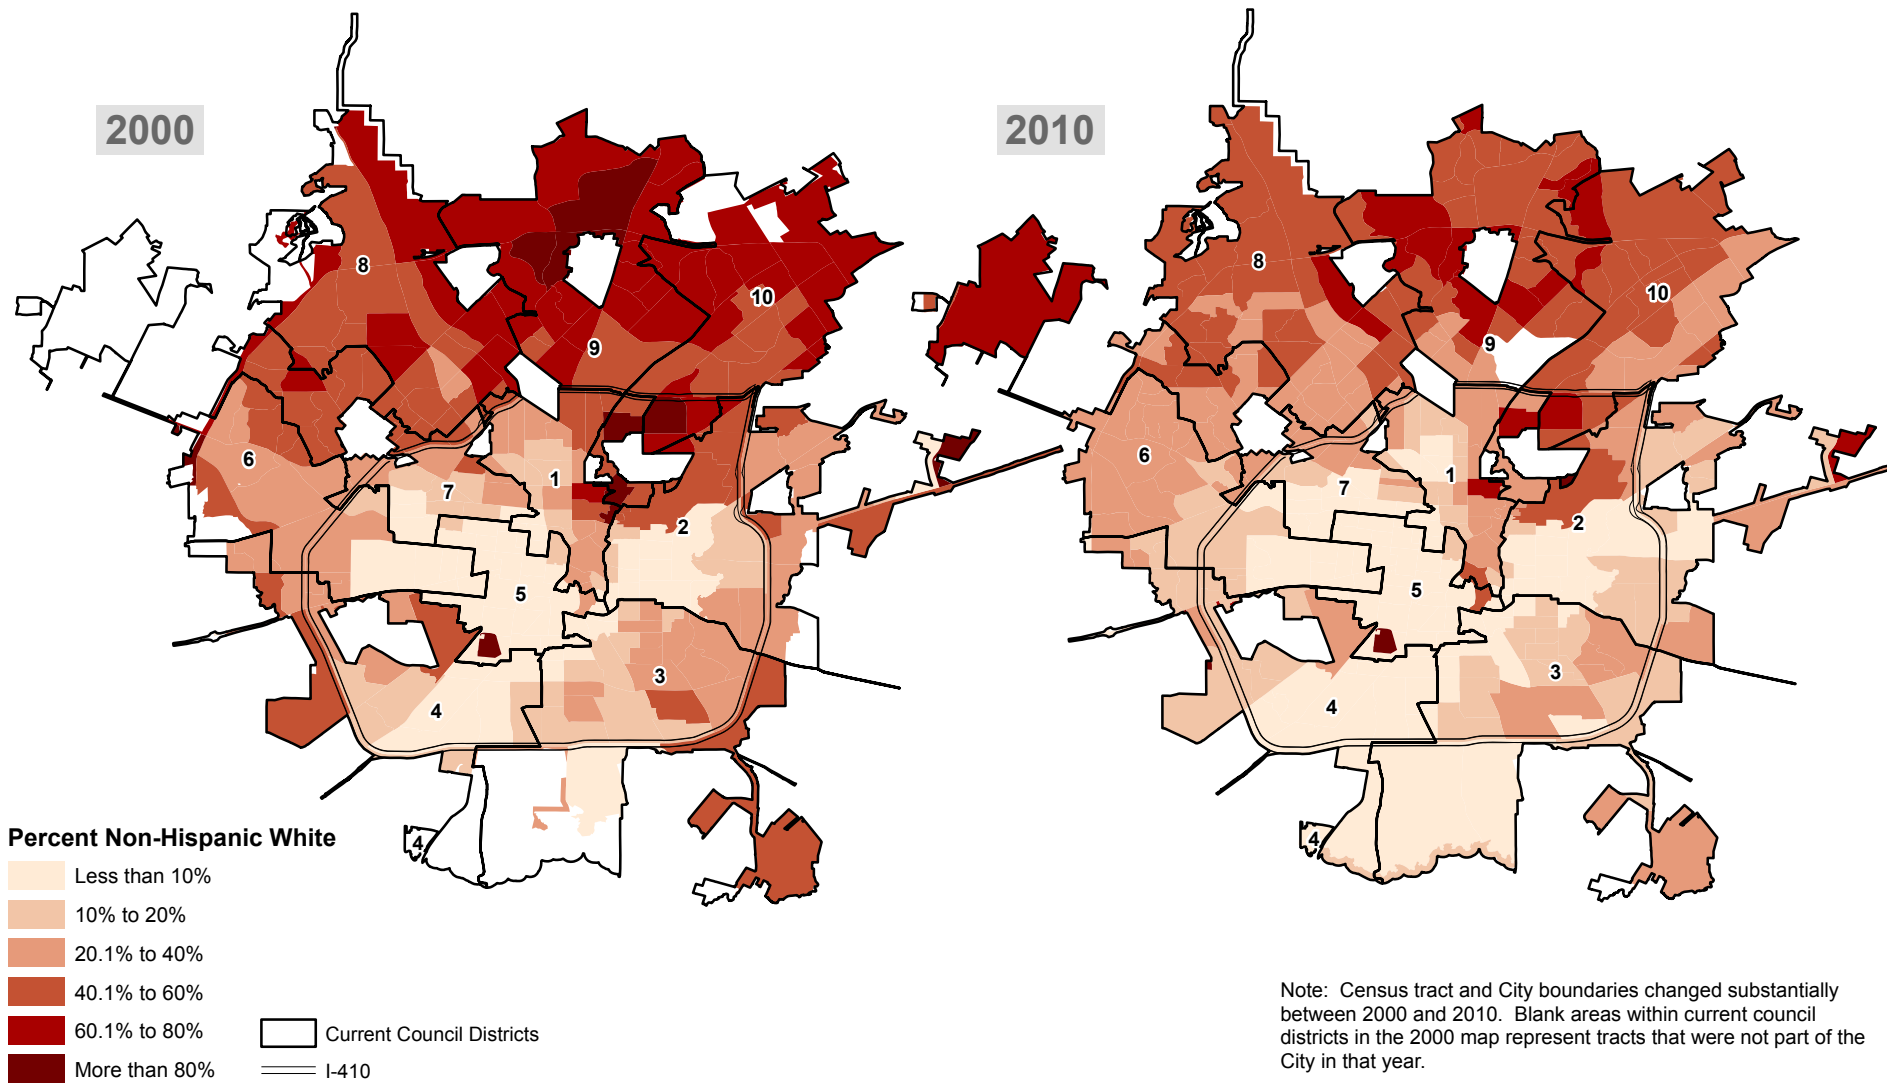 2000
2010
8
10
9
6
7
1
2
5
3
4
4
8
10
9
6
7
1
2
5
3
4
4
Percent Non-Hispanic White
Less than 10%
10% to 20%
20.1% to 40%
40.1% to 60%
60.1% to 80%
More than 80%
Current Council Districts
I-410
Note: Census tract and City boundaries changed substantially
between 2000 and 2010. Blank areas within current council
districts in the 2000 map represent tracts that were not part of the
City in that year.